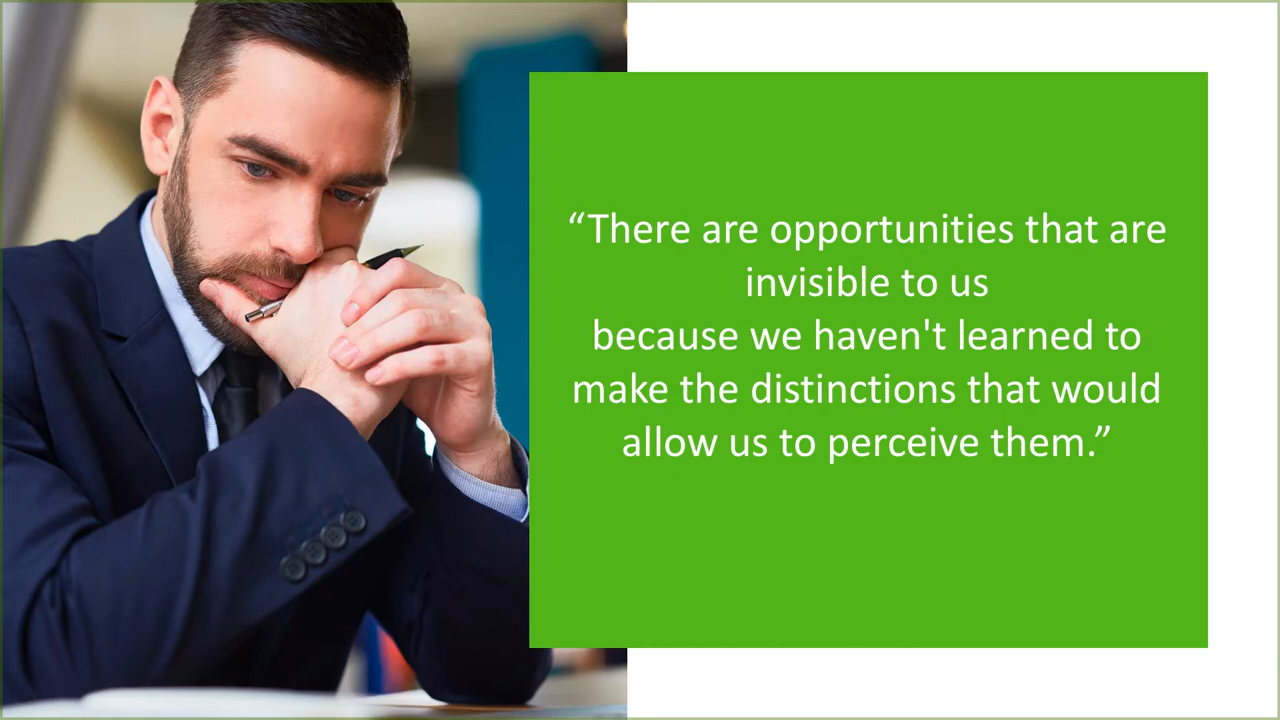 “There are opportunities that are
invisible to us
because we haven't learned to
make the distinctions that would
allow us to perceive them.”